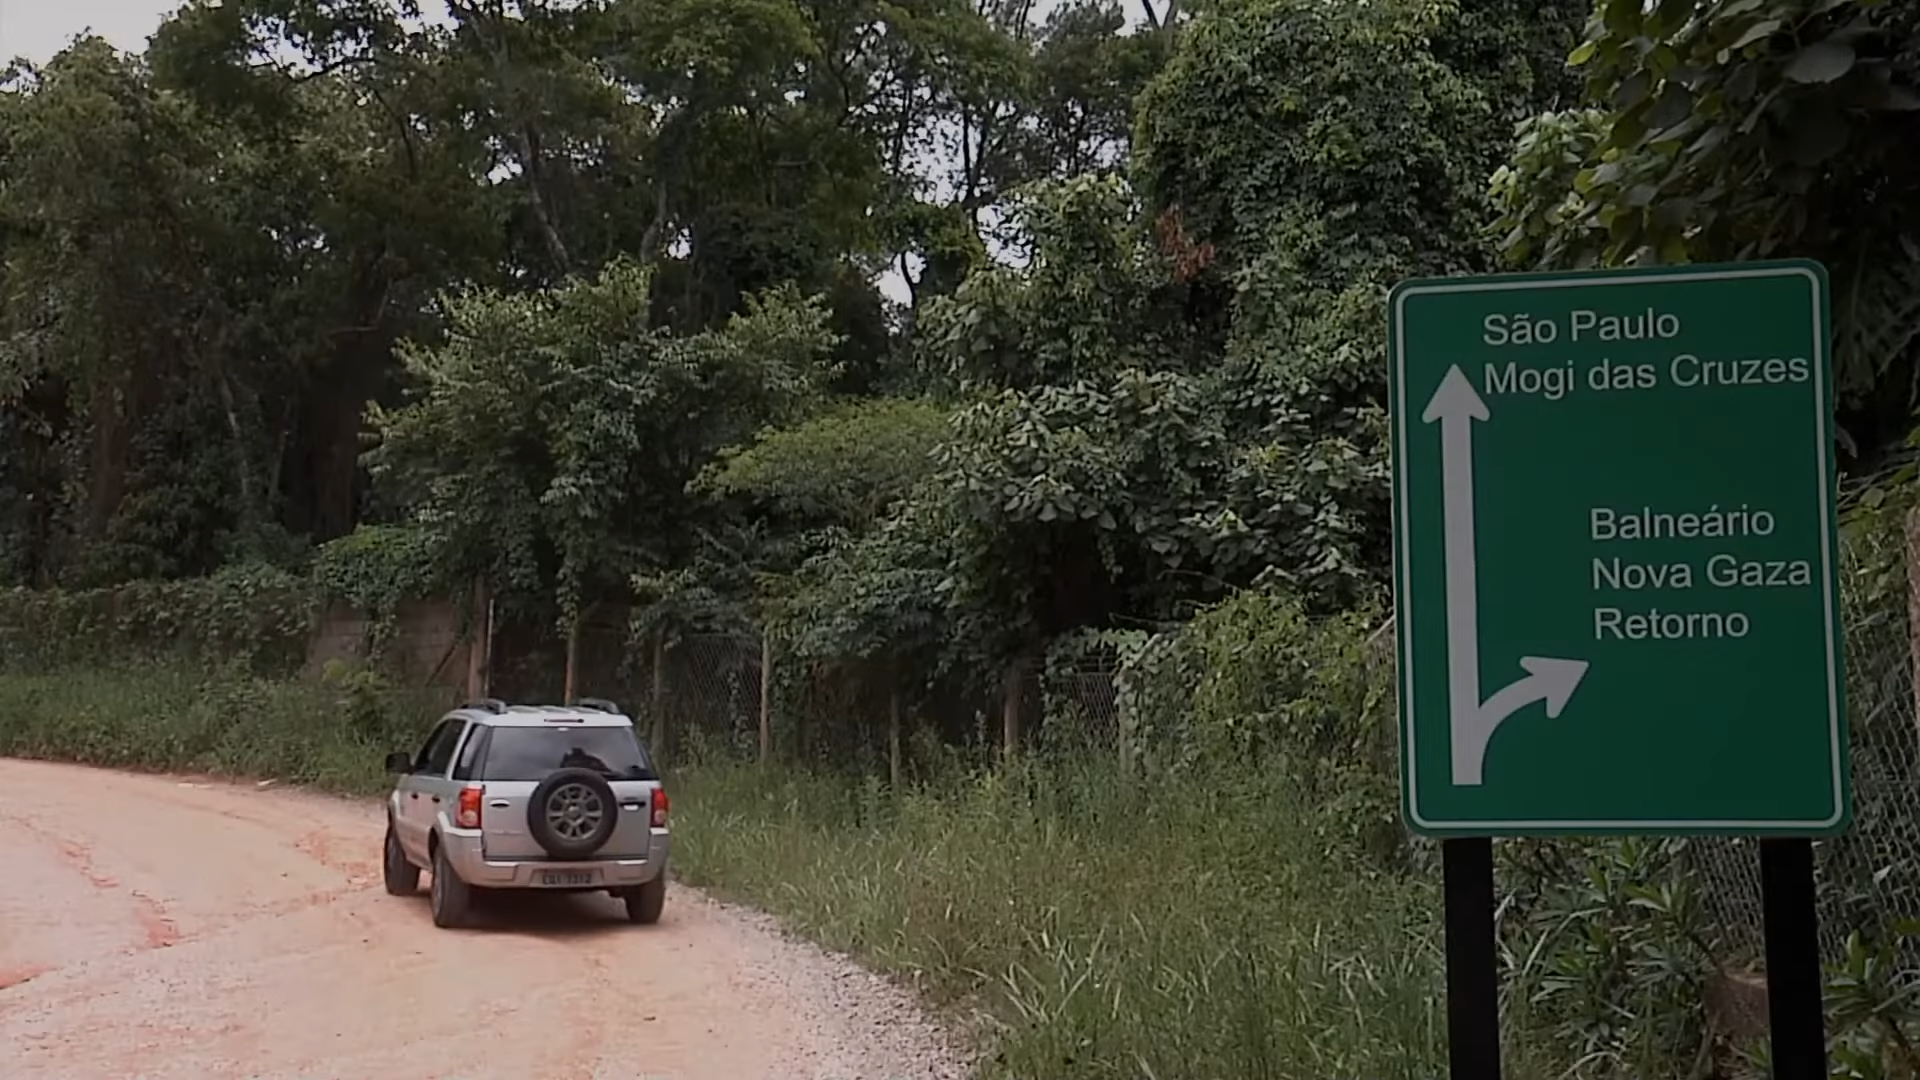 São Paulo
Mogi das Cruzes
Balneário
Nova Gaza
Retorno